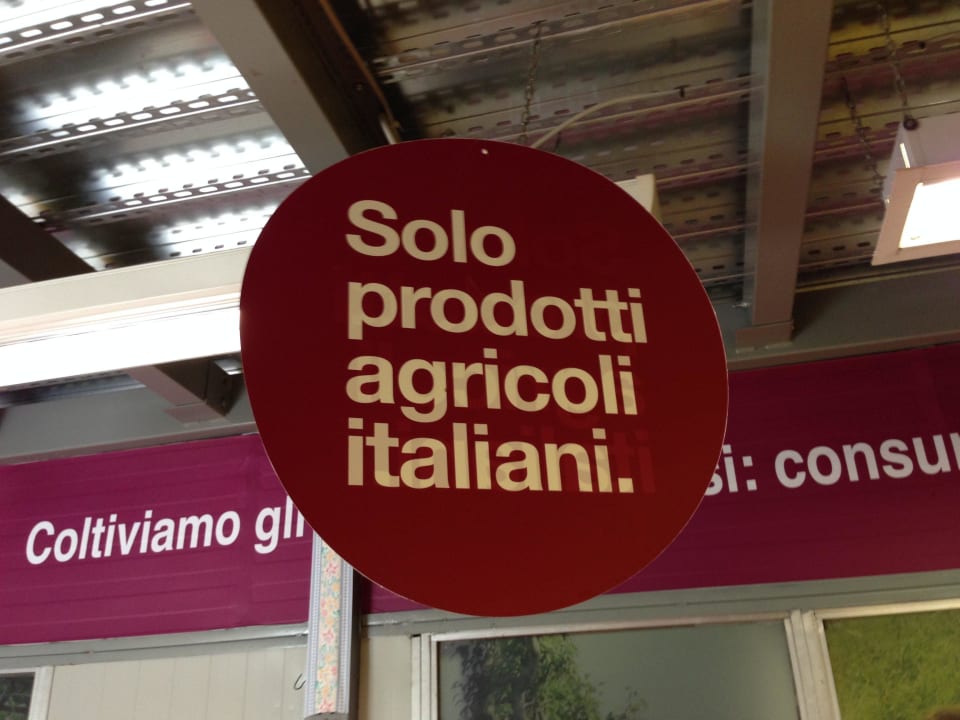 Solo
prodotti
agricoli
italiani.
Coltiviamo gli
si: consu